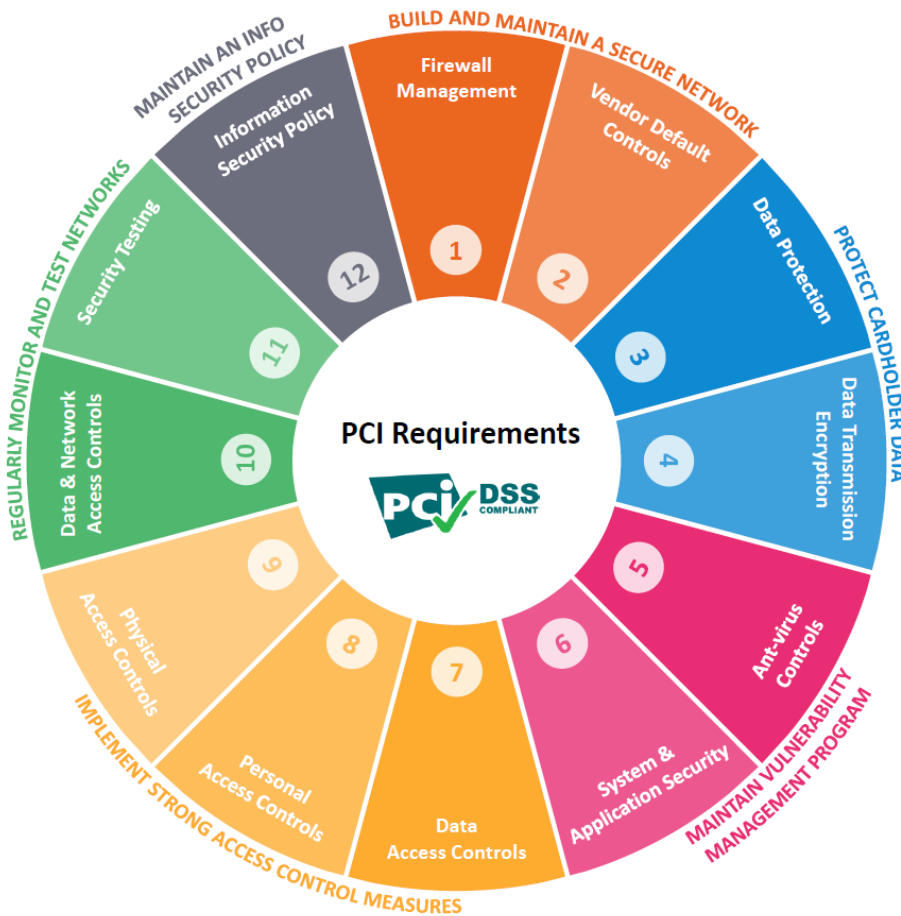 BUILD AND MAINTAIN A SECURE NETWORK
Firewall
Management
1
Vendor Default
Controls
2
PROTECT CARDHOLDER DATA
Data Protection
3
Data Transmission
Encryption
4
MAINTAIN VULNERABILITY
MANAGEMENT PROGRAM
Ant-virus
Controls
5
System &
Application Security
6
IMPLEMENT STRONG ACCESS CONTROL MEASURES
Data
Access Controls
7
Personal
Access Controls
8
Physical
Access Controls
9
REGULARLY MONITOR AND TEST NETWORKS
Data & Network
Access Controls
10
Security Testing
11
MAINTAIN AN INFO
SECURITY POLICY
Information
Security Policy
12
PCI Requirements
PCi DSS
COMPLIANT